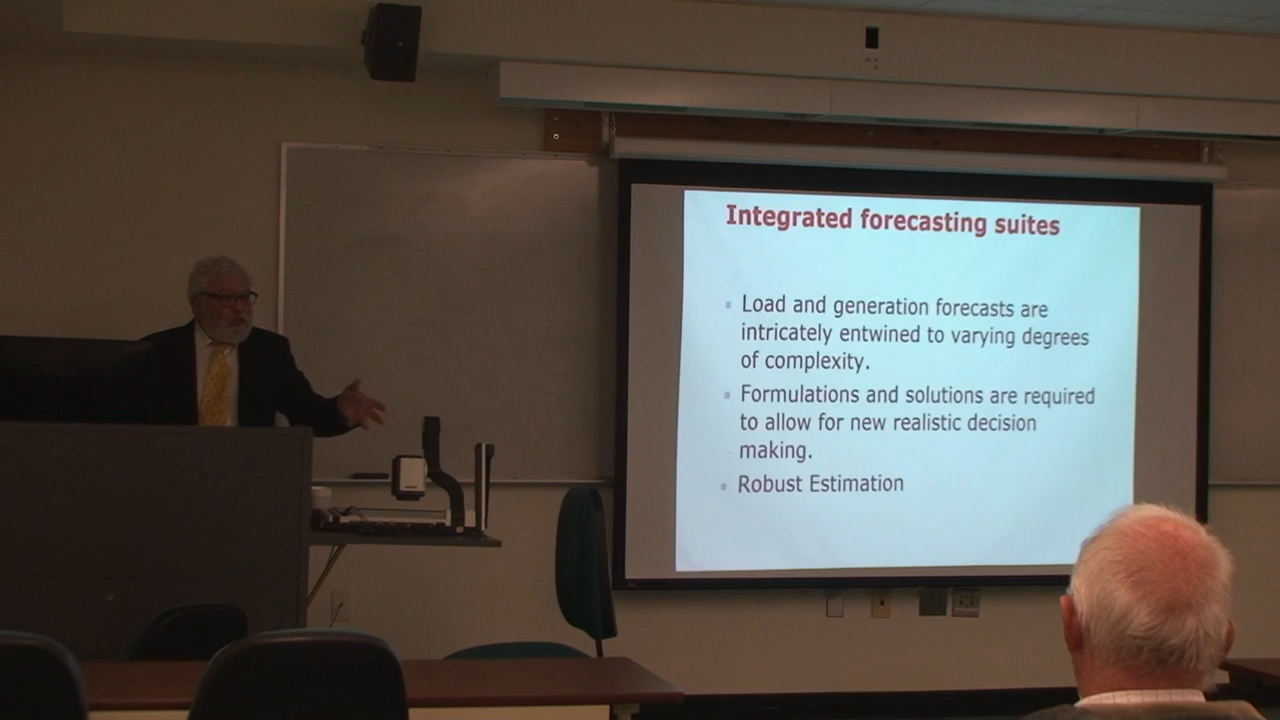 Integrated forecasting suites
Load and generation forecasts are
intricately entwined to varying degrees
of complexity.
Formulations and solutions are required
to allow for new realistic decision
making.
Robust Estimation